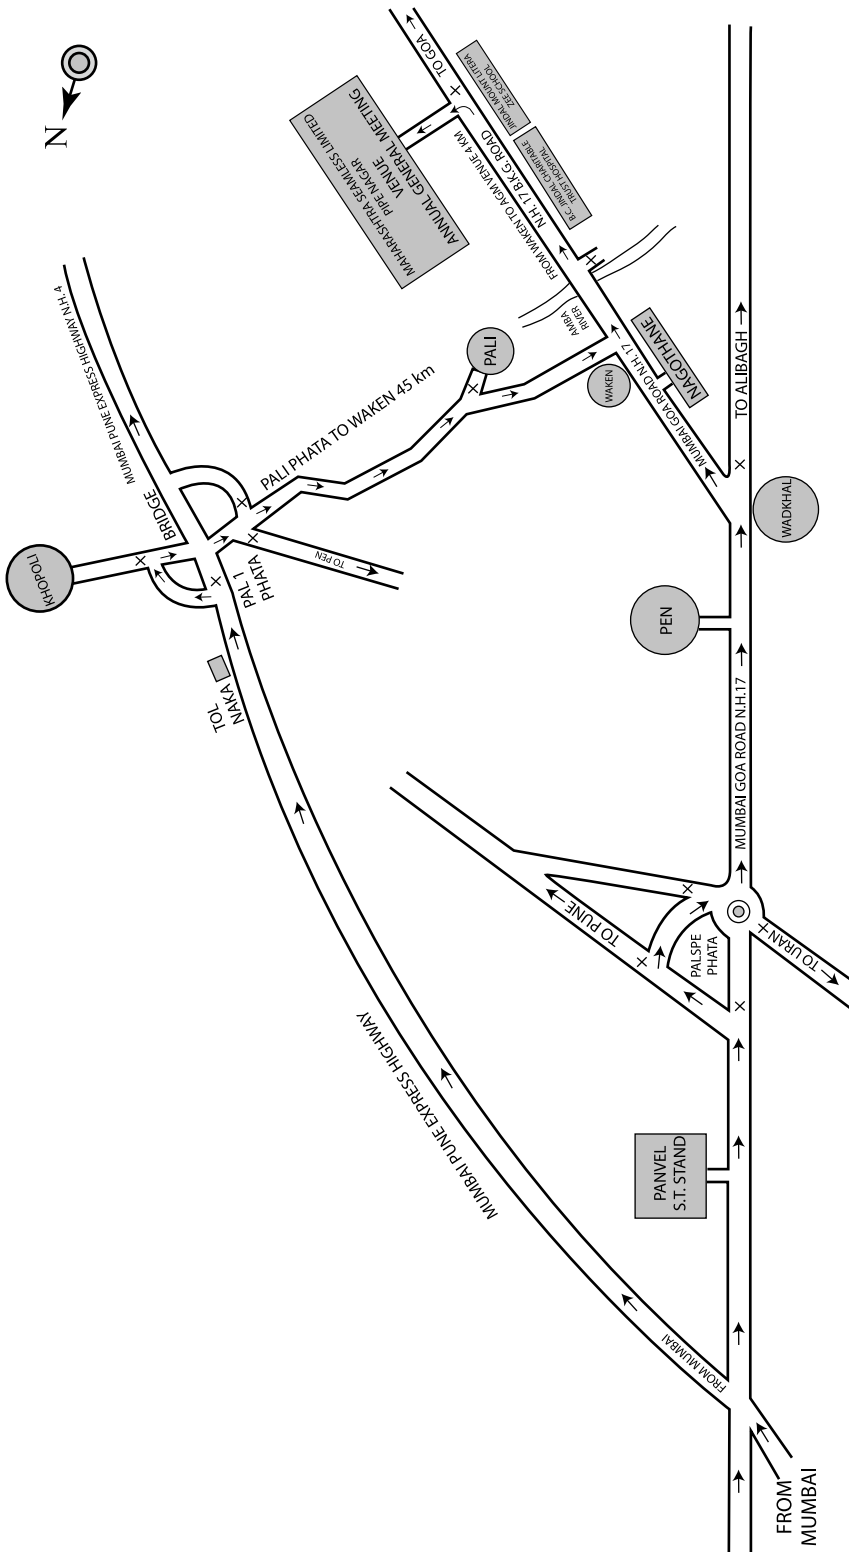 N
TO GOA
JINDAL MOUNT LITERA
ZEE SCHOOL
B.C. JINDAL CHARITABLE
TRUST HOSPITAL
MAHARASHTRA SEAMLESS LIMITED
PIPE NAGAR
VENUE
ANNUAL GENERAL MEETING
N.H. 17 B.K.G. ROAD
FROM WAKEN TO AGM VENUE 4 KM
AMBA
RIVER
NAGOTHANE
WAKEN
MUMBAI GOA ROAD N.H. 17
TO ALIBAGH
WADKHAL
MUMBAI PUNE EXPRESS HIGHWAY N.H. 4
PALI
PALI PHATA TO WAKEN 45 km
BRIDGE
KHOPOLI
PAL1
PHATA
TO PEN
TOL
NAKA
PEN
MUMBAI GOA ROAD N.H.17
TO PUNE
PALSPE
PHATA
TO URAN
MUMBAI PUNE EXPRESS HIGHWAY
PANVEL
S.T. STAND
FROM MUMBAI
FROM
MUMBAI